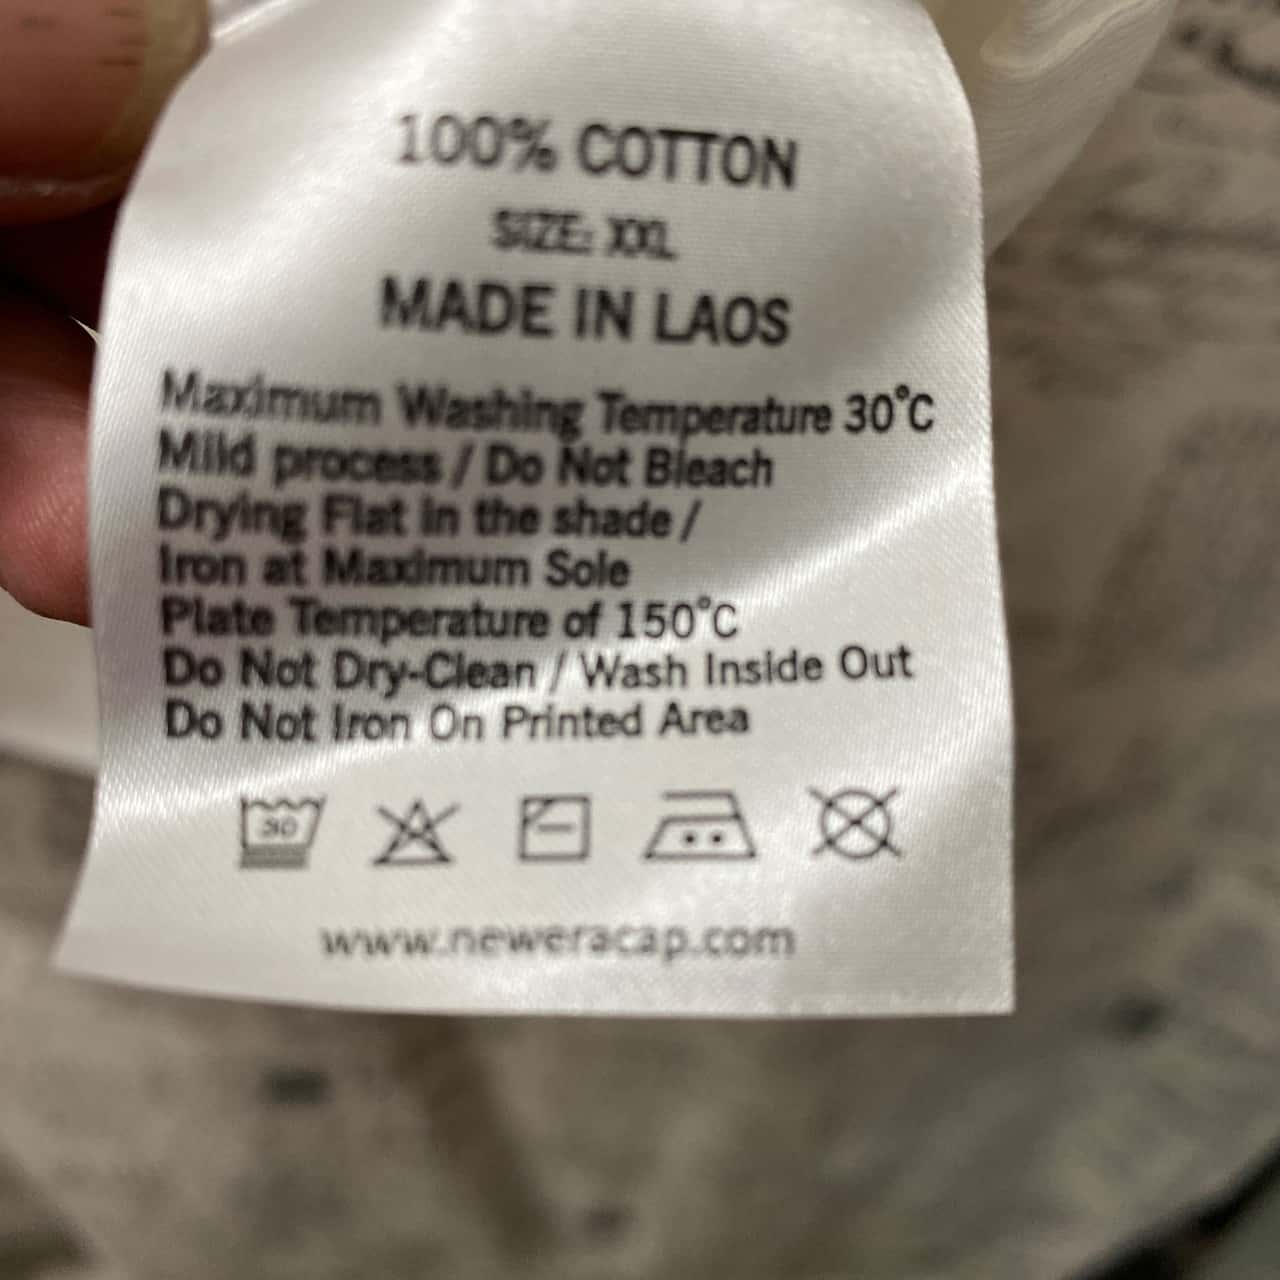 100% COTTON
SIZE: XXL
MADE IN LAOS
Maximum Washing Temperature 30°C
Mild process / Do Not Bleach
Drying Flat in the shade /
Iron at Maximum Sole
Plate Temperature of 150°C
Do Not Dry-Clean / Wash Inside Out
Do Not Iron On Printed Area
30
www.neweracap.com